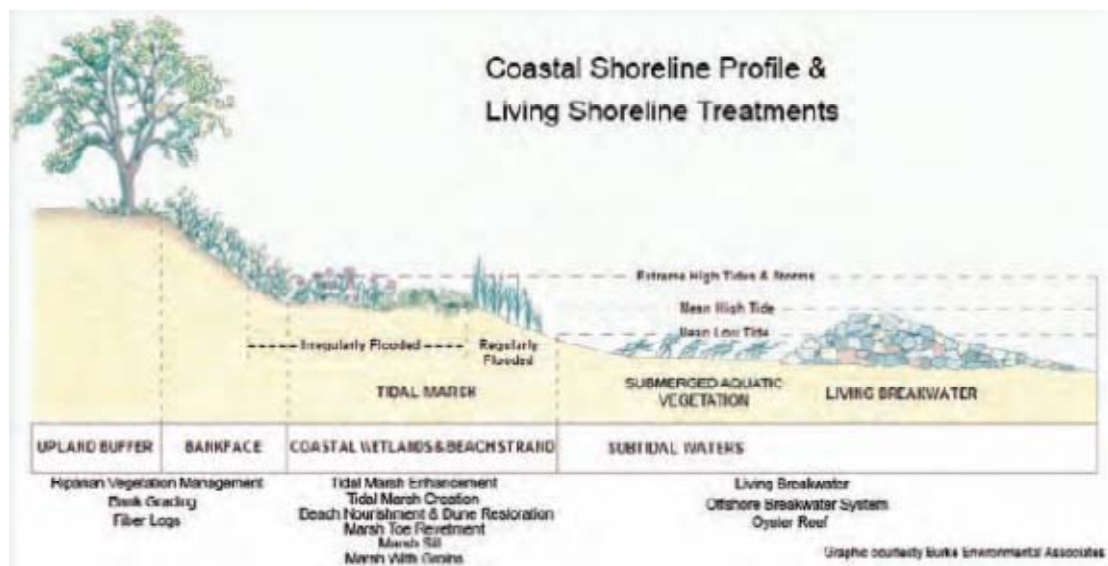 Coastal Shoreline Profile &
Living Shoreline Treatments
Extreme High Tides & Storms
Mean High Tide
Mean Low Tide
Irregularly Flooded
Regularly
Flooded
TIDAL MARSH
SUBMERGED AQUATIC
VEGETATION
LIVING BREAKWATER
UPLAND BUFFER
BANKFACE
COASTAL WETLANDS & BEACH STRAND
SUBTIDAL WATERS
Riparian Vegetation Management
Bank Grading
Fiber Logs
Tidal Marsh Enhancement
Tidal Marsh Creation
Beach Nourishment & Dune Restoration
Marsh Toe Revetment
Marsh Sill
Marsh With Groins
Living Breakwater
Offshore Breakwater System
Oyster Reef
Graphic courtesty Burke Environmental Associates